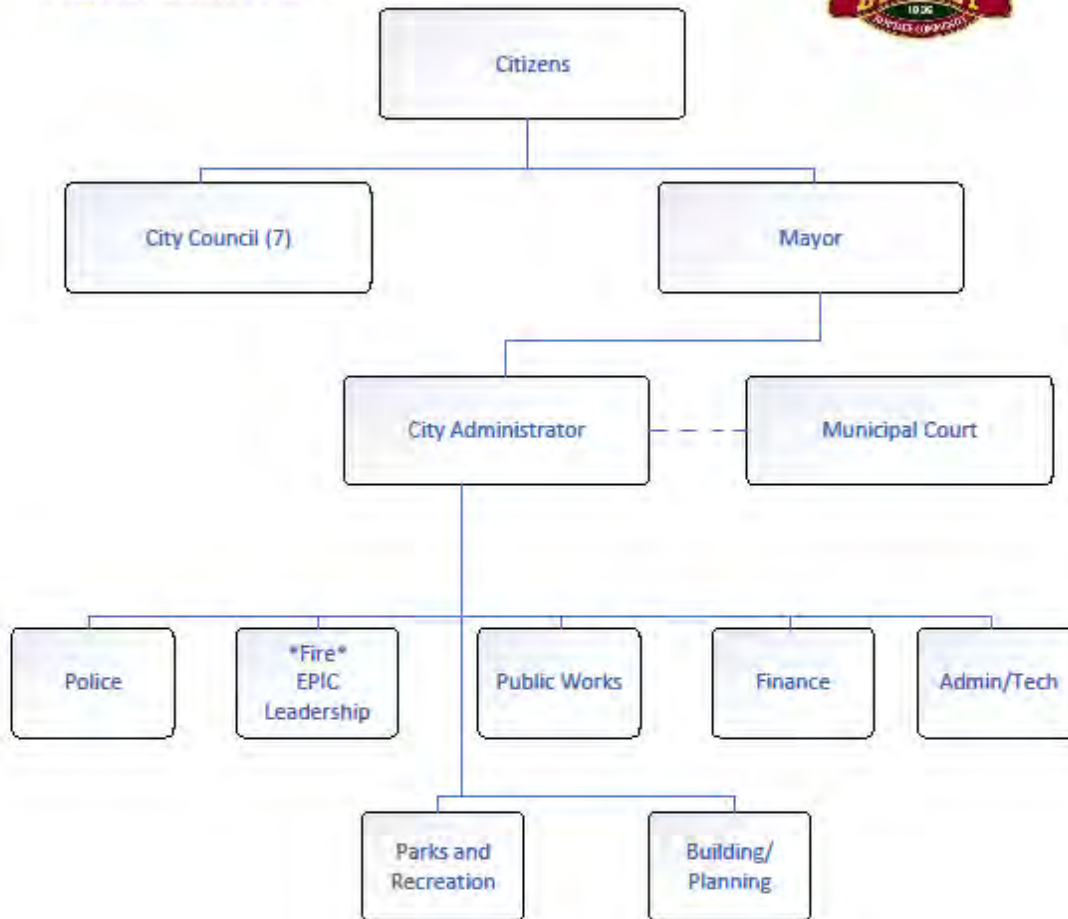 1909
Citizens
City Council (7)
Mayor
City Administrator
Municipal Court
Police
*Fire*
EPIC
Leadership
Public Works
Finance
Admin/Tech
Parks and
Recreation
Building/
Planning